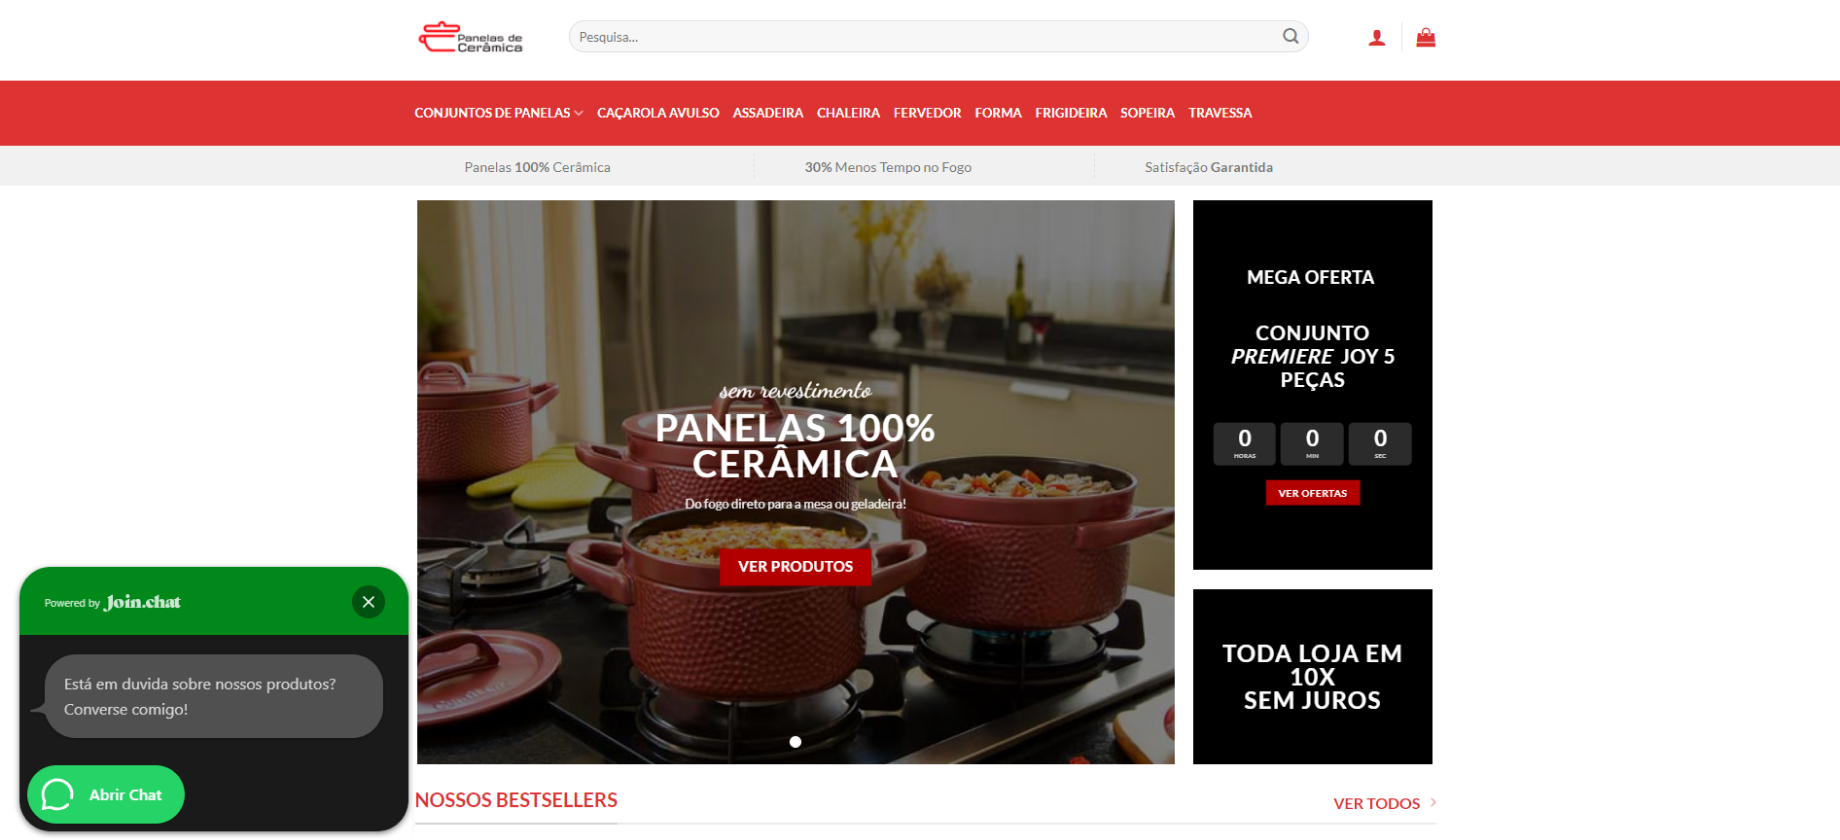 Panelas de
Cerâmica
Pesquisa...
CONJUNTOS DE PANELAS CAÇAROLA AVULSO ASSADEIRA CHALEIRA FERVEDOR FORMA FRIGIDEIRA SOPEIRA TRAVESSA
Panelas 100% Cerâmica
30% Menos Tempo no Fogo
Satisfação Garantida
sem revestimento
PANELAS 100%
CERÂMICA
Do fogo direto para a mesa ou geladeira!
VER PRODUTOS
MEGA OFERTA
CONJUNTO
PREMIERE JOY 5
PEÇAS
0 0 0
HORAS MIN SEC
VER OFERTAS
TODA LOJA EM
10X
SEM JUROS
Powered by Join.chat
Está em duvida sobre nossos produtos?
Converse comigo!
Abrir Chat
NOSSOS BESTSELLERS
VER TODOS